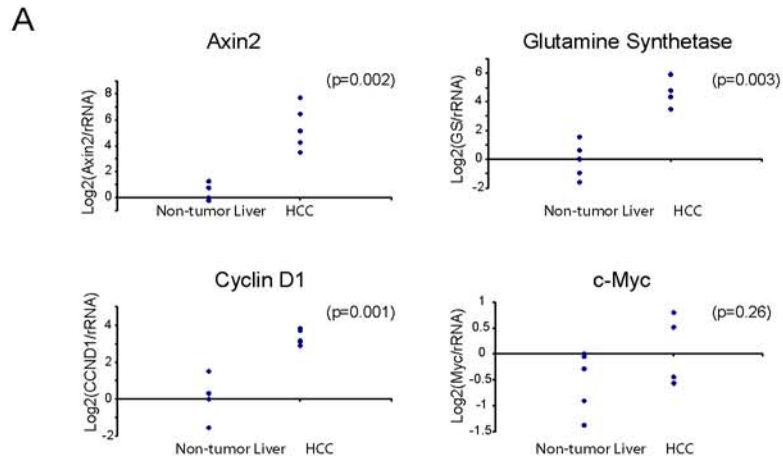 A
Axin2
(p=0.002)
Log2(Axin2/rRNA)
8
6
4
2
0
Non-tumor Liver HCC
Glutamine Synthetase
(p=0.003)
Log2(GS/rRNA)
6
4
2
0
-2
Non-tumor Liver HCC
Cyclin D1
(p=0.001)
Log2(CCND1/rRNA)
4
2
0
-2
Non-tumor Liver HCC
c-Myc
(p=0.26)
Log2(Myc/rRNA)
1
0.5
0
-0.5
-1
-1.5
Non-tumor Liver HCC